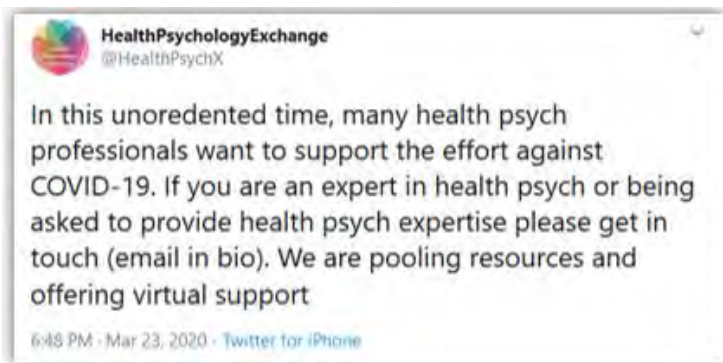 HealthPsychologyExchange
@HealthPsychX
In this unoredented time, many health psych
professionals want to support the effort against
COVID-19. If you are an expert in health psych or being
asked to provide health psych expertise please get in
touch (email in bio). We are pooling resources and
offering virtual support
6:48 PM · Mar 23, 2020 · Twitter for iPhone